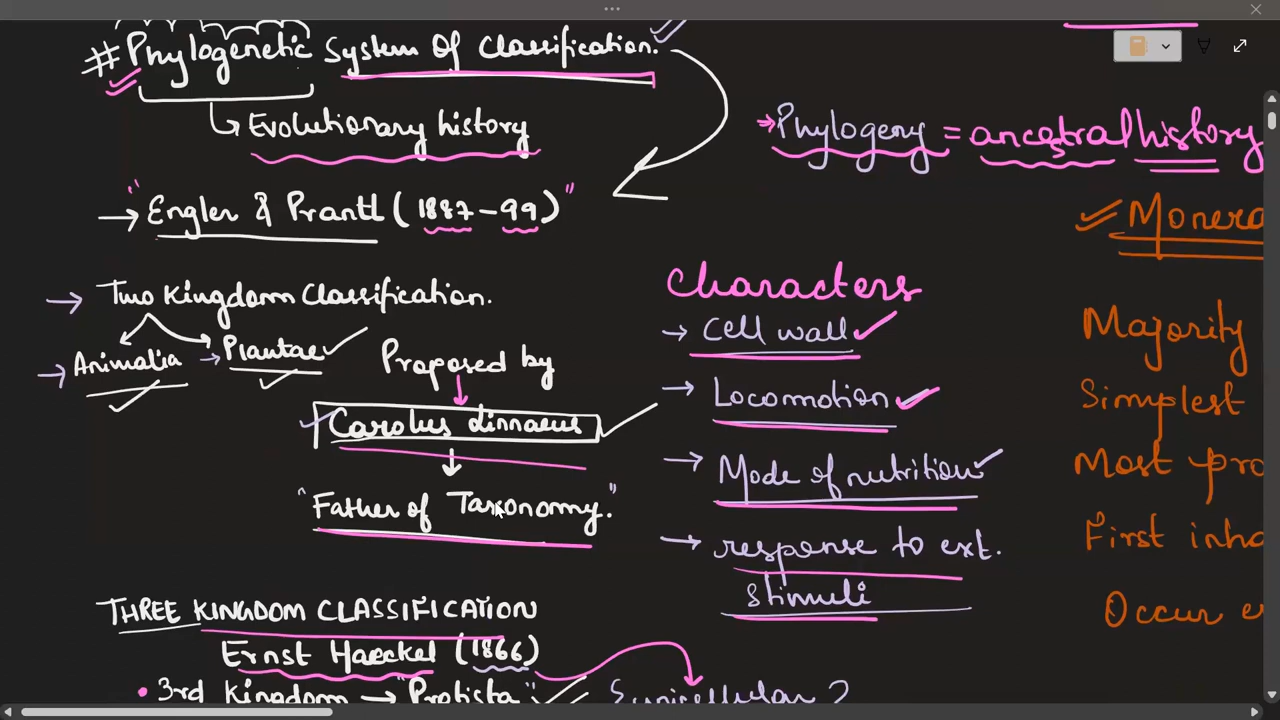 # Phylogenetic System Of Classification.
Evolutionary history
→ "Engler & Prantl (1887-99)"
→ Two Kingdom Classification.
→ Animalia → Plantae
Proposed by
Carolus Linnaeus
"Father of Taxonomy."
THREE KINGDOM CLASSIFICATION
Ernst Haeckel (1866)
• 3rd Kingdom → "Protista"
→ Phylogeny = ancestral history
Characters
→ Cell wall
→ Locomotion
→ Mode of nutrition
→ response to ext.
stimuli
Monera
Majority
Simplest
Most
First
Occur